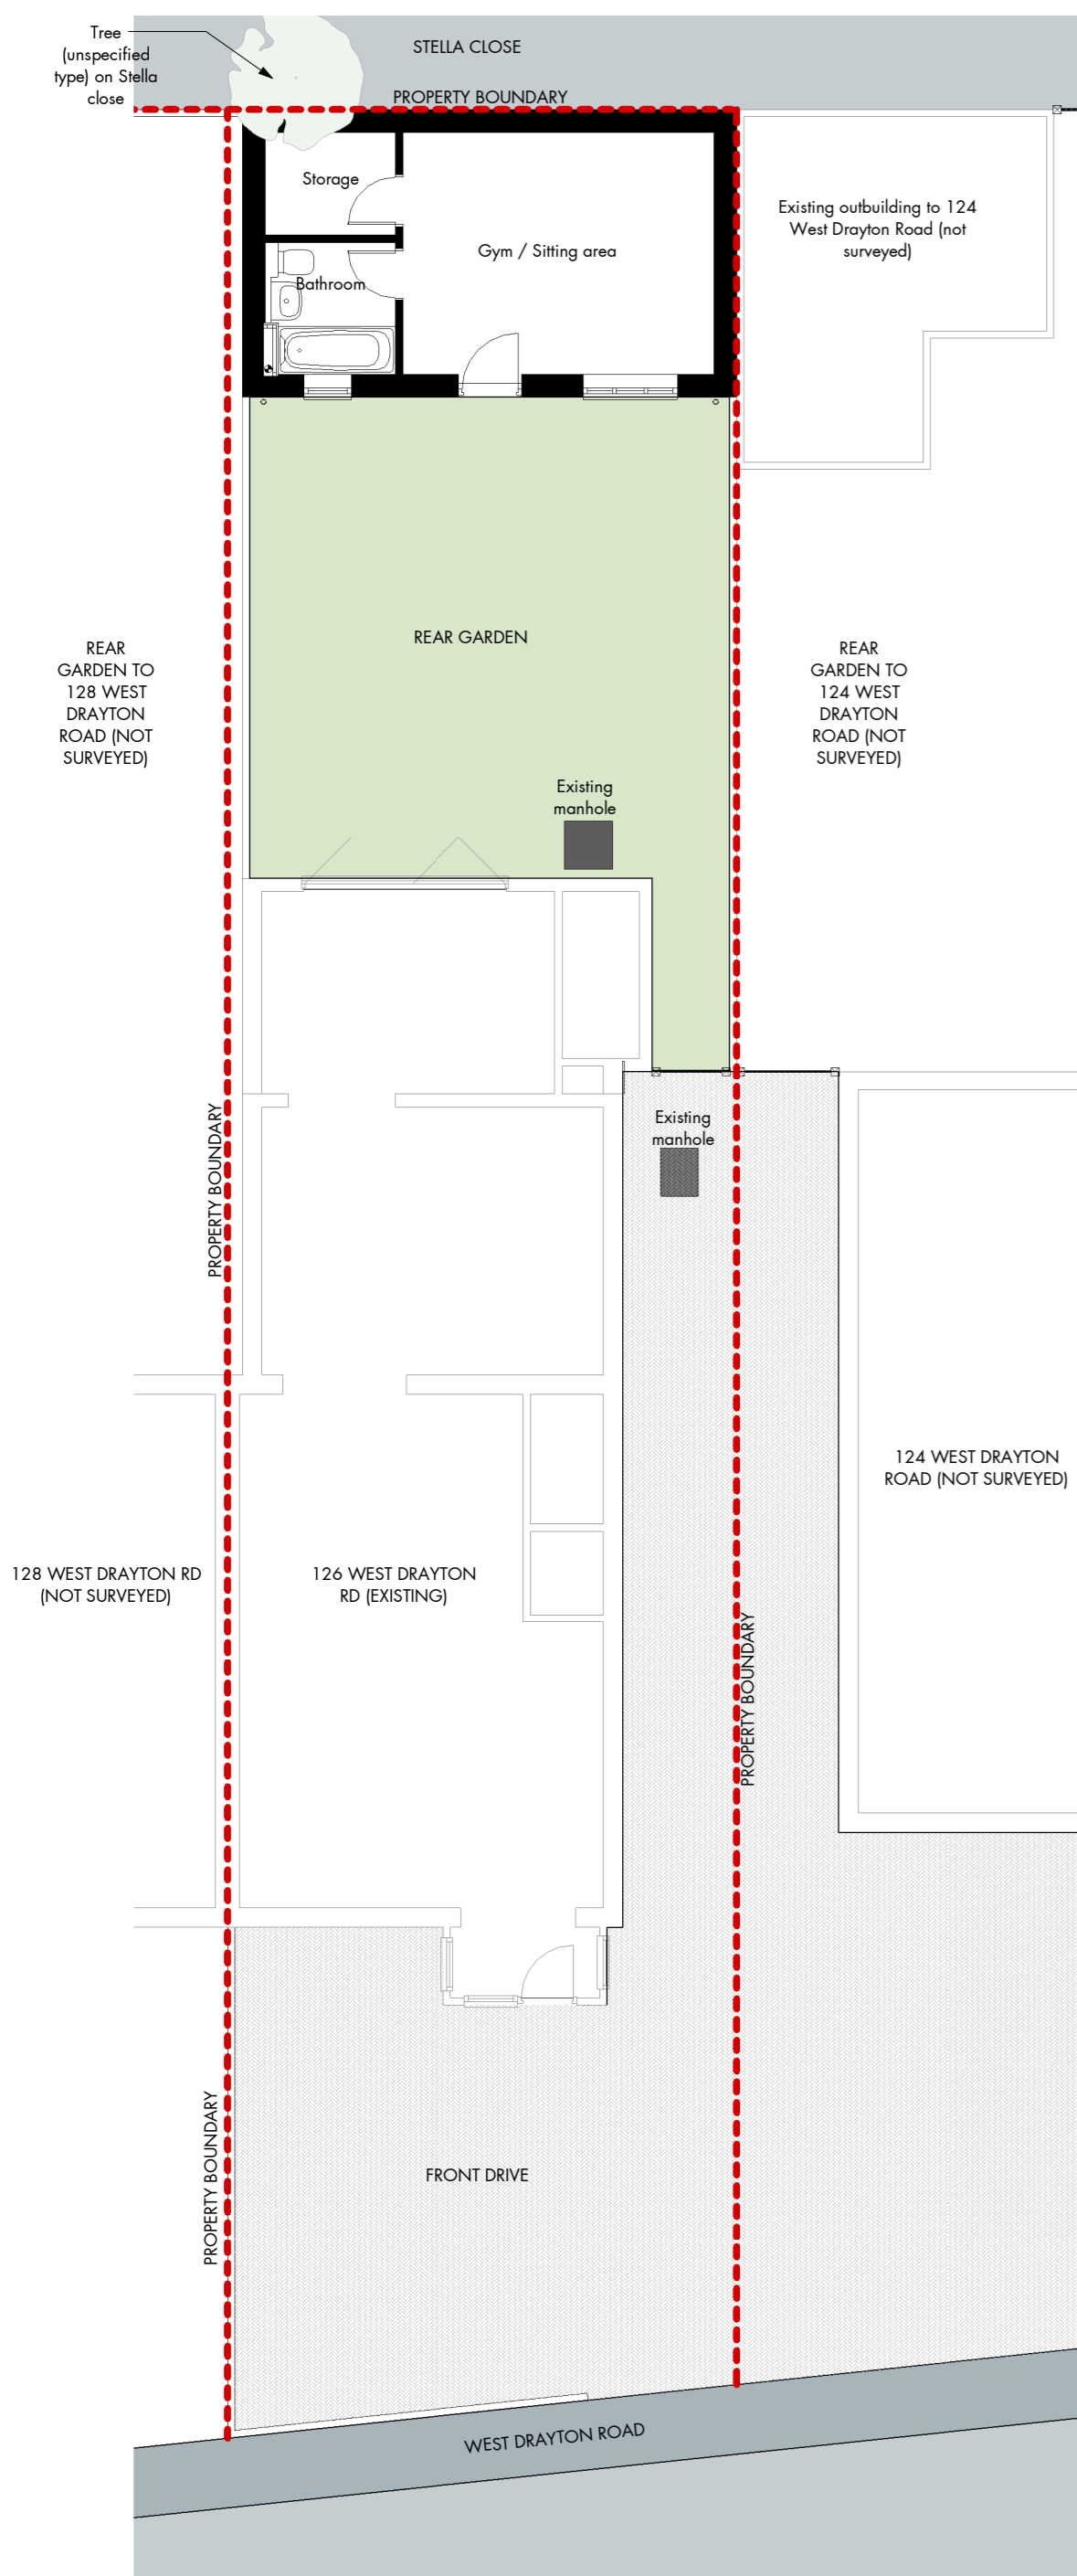 Tree
(unspecified
type) on Stella
close
STELLA CLOSE
PROPERTY BOUNDARY
Storage
Existing outbuilding to 124
West Drayton Road (not
surveyed)
Gym / Sitting area
Bathroom
REAR GARDEN
REAR
GARDEN TO
128 WEST
DRAYTON
ROAD (NOT
SURVEYED)
REAR
GARDEN TO
124 WEST
DRAYTON
ROAD (NOT
SURVEYED)
Existing
manhole
PROPERTY BOUNDARY
Existing
manhole
124 WEST DRAYTON
ROAD (NOT SURVEYED)
128 WEST DRAYTON RD
(NOT SURVEYED)
126 WEST DRAYTON
RD (EXISTING)
PROPERTY BOUNDARY
PROPERTY BOUNDARY
FRONT DRIVE
WEST DRAYTON ROAD